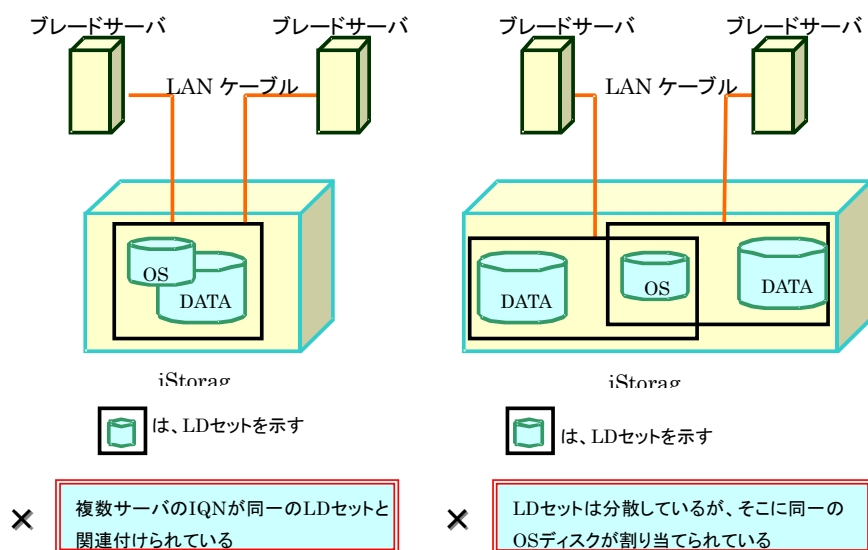 ブレードサーバ
ブレードサーバ
LAN ケーブル
OS
DATA
iStorag
は、LDセットを示す
× 複数サーバのIQNが同一のLDセットと
関連付けられている
ブレードサーバ
ブレードサーバ
LAN ケーブル
DATA
OS
DATA
iStorag
は、LDセットを示す
× LDセットは分散しているが、そこに同一の
OSディスクが割り当てられている